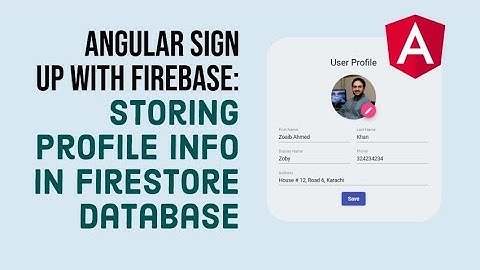 ANGULAR SIGN
UP WITH FIREBASE:
STORING
PROFILE INFO
IN FIRESTORE
DATABASE
A
User Profile
First Name Last Name
Zoaib Ahmed Khan
Display Name Phone
Zoby 324234234
Address
House # 12, Road 6, Karachi
Save